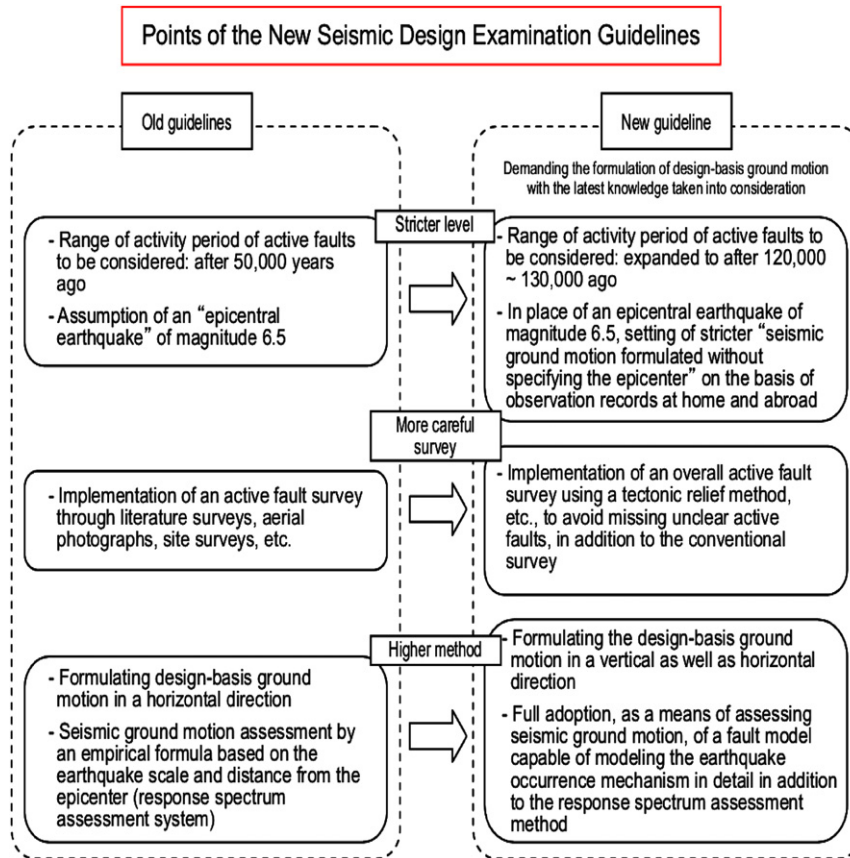 Points of the New Seismic Design Examination Guidelines
Old guidelines
New guideline
Demanding the formulation of design-basis ground motion
with the latest knowledge taken into consideration
Stricter level
- Range of activity period of active faults
to be considered: after 50,000 years
ago
- Assumption of an “epicentral
earthquake” of magnitude 6.5
- Range of activity period of active faults to
be considered: expanded to after 120,000
~ 130,000 ago
- In place of an epicentral earthquake of
magnitude 6.5, setting of stricter “seismic
ground motion formulated without
specifying the epicenter” on the basis of
observation records at home and abroad
More careful
survey
- Implementation of an active fault survey
through literature surveys, aerial
photographs, site surveys, etc.
- Implementation of an overall active fault
survey using a tectonic relief method,
etc., to avoid missing unclear active
faults, in addition to the conventional
survey
Higher method
- Formulating design-basis ground
motion in a horizontal direction
- Seismic ground motion assessment by
an empirical formula based on the
earthquake scale and distance from the
epicenter (response spectrum
assessment system)
- Formulating the design-basis ground
motion in a vertical as well as horizontal
direction
- Full adoption, as a means of assessing
seismic ground motion, of a fault model
capable of modeling the earthquake
occurrence mechanism in detail in addition
to the response spectrum assessment
method